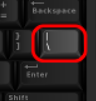 + ← Backspace
=
} |
] \
← Enter
Shift